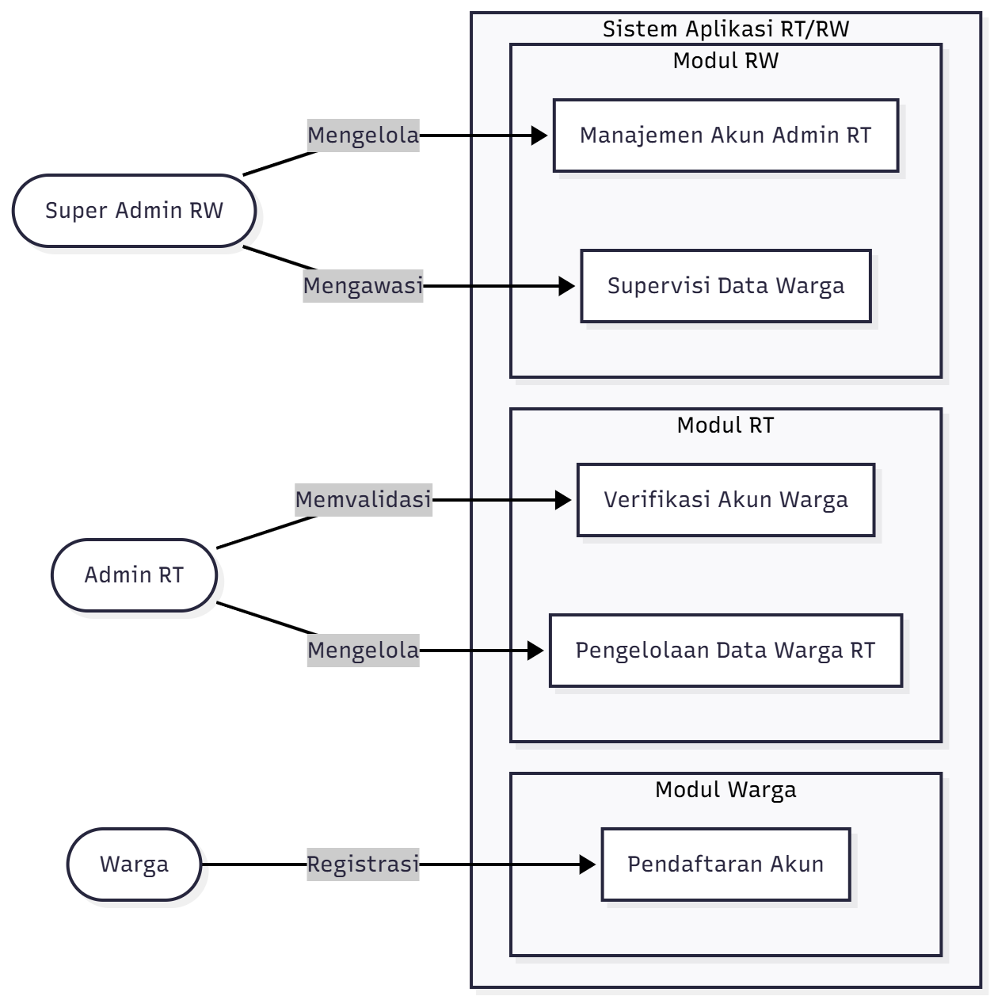 Sistem Aplikasi RT/RW
Modul RW
Mengelola
Manajemen Akun Admin RT
Super Admin RW
Mengawasi
Supervisi Data Warga
Modul RT
Memvalidasi
Verifikasi Akun Warga
Admin RT
Mengelola
Pengelolaan Data Warga RT
Modul Warga
Warga
Registrasi
Pendaftaran Akun